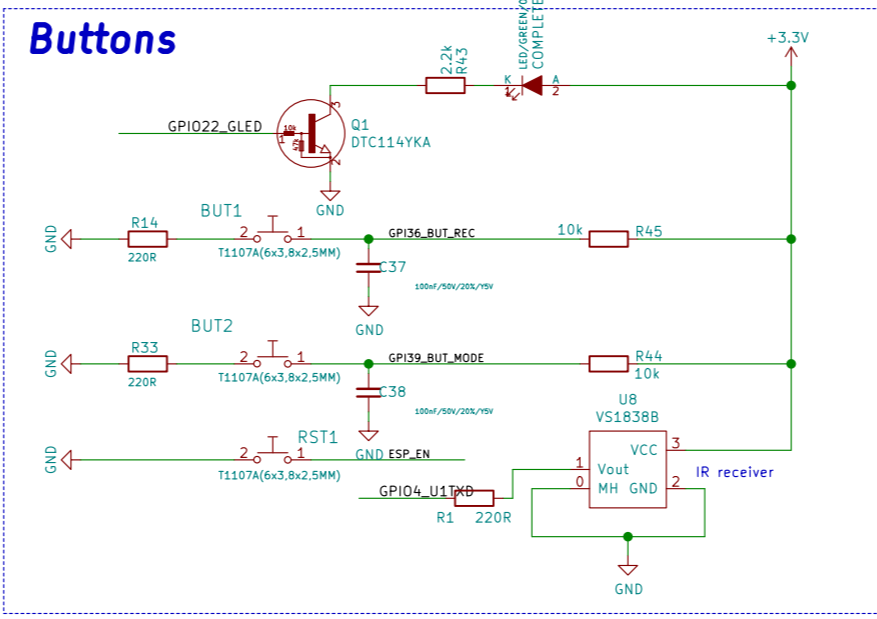 Buttons
+3.3V
LED/GREEN/0
COMPLETE
2.2k
R43
K
A
1
2
GPIO22_GLED
10k
47k
1
3
2
Q1
DTC114YKA
GND
GND
R14
220R
BUT1
2
1
T1107A(6x3,8x2,5MM)
GPI36_BUT_REC
10k
R45
C37
100nF/50V/20%/Y5V
GND
GND
R33
220R
BUT2
2
1
T1107A(6x3,8x2,5MM)
GPI39_BUT_MODE
R44
10k
C38
100nF/50V/20%/Y5V
GND
GND
RST1
2
1
T1107A(6x3,8x2,5MM)
ESP_EN
U8
VS1838B
VCC
3
Vout
1
MH
0
GND
2
IR receiver
GPIO4_U1TXD
R1
220R
GND